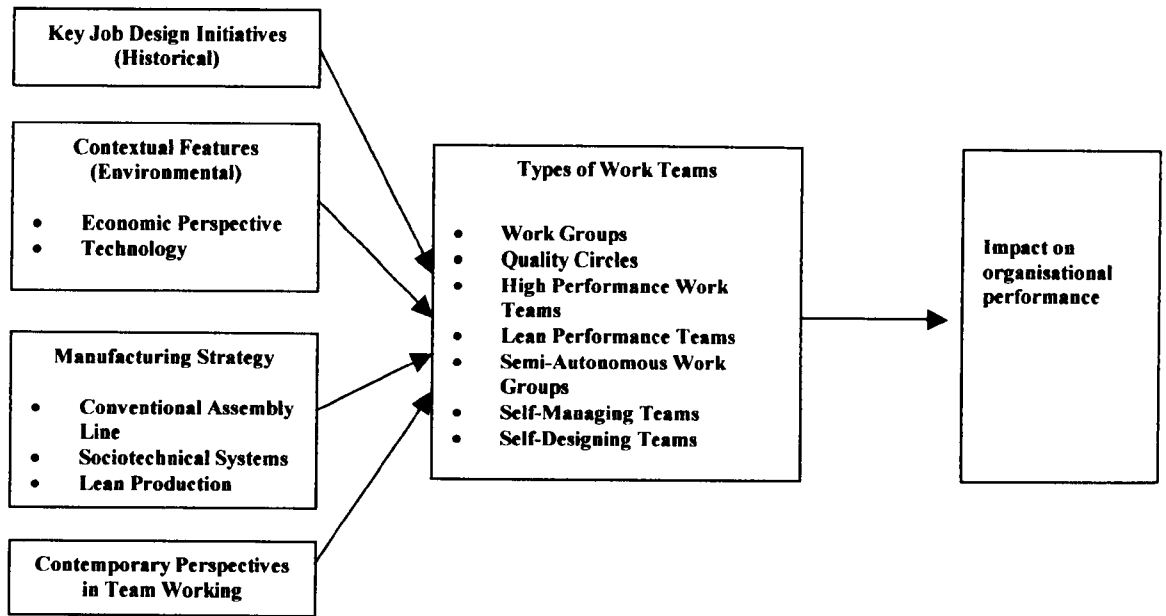 Key Job Design Initiatives
(Historical)
Contextual Features
(Environmental)
• Economic Perspective
• Technology
Manufacturing Strategy
• Conventional Assembly
Line
• Sociotechnical Systems
• Lean Production
Contemporary Perspectives
in Team Working
Types of Work Teams
• Work Groups
• Quality Circles
• High Performance Work
Teams
• Lean Performance Teams
• Semi-Autonomous Work
Groups
• Self-Managing Teams
• Self-Designing Teams
Impact on
organisational
performance